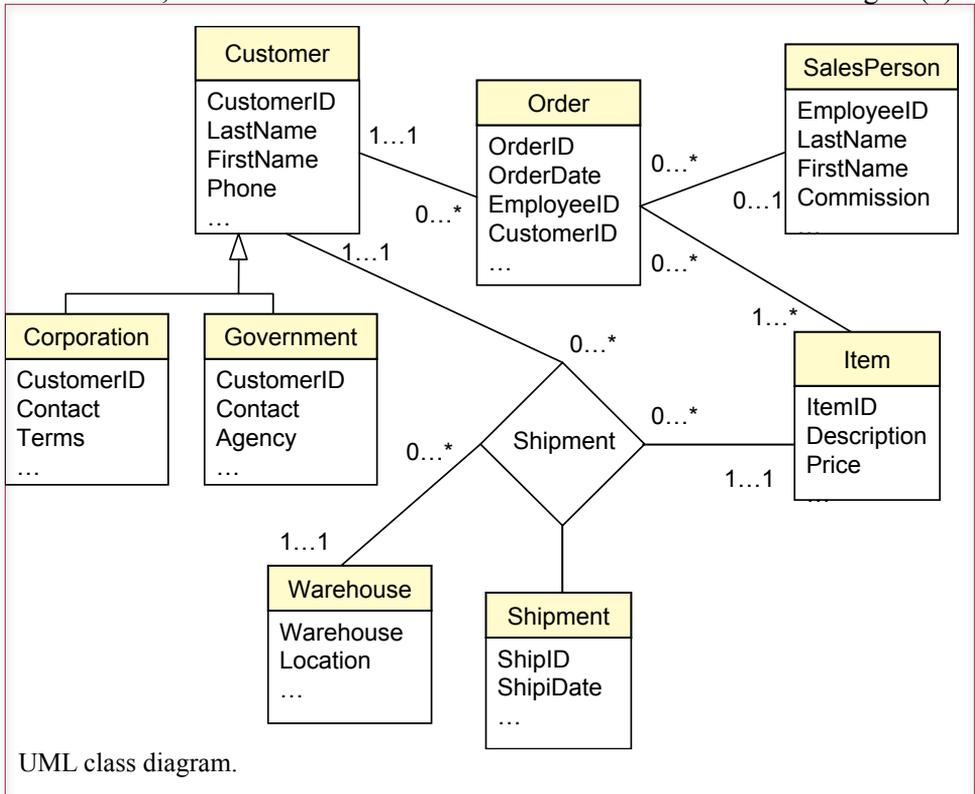 Customer
CustomerID
LastName
FirstName
Phone
...
Order
OrderID
OrderDate
EmployeeID
CustomerID
...
SalesPerson
EmployeeID
LastName
FirstName
Commission
...
1...1
0...*
0...*
0...1
1...1
0...*
1...*
Corporation
CustomerID
Contact
Terms
...
Government
CustomerID
Contact
Agency
...
0...*
Shipment
0...*
0...*
1...1
Item
ItemID
Description
Price
...
1...1
Warehouse
Warehouse
Location
...
Shipment
ShipID
ShipiDate
...
UML class diagram.